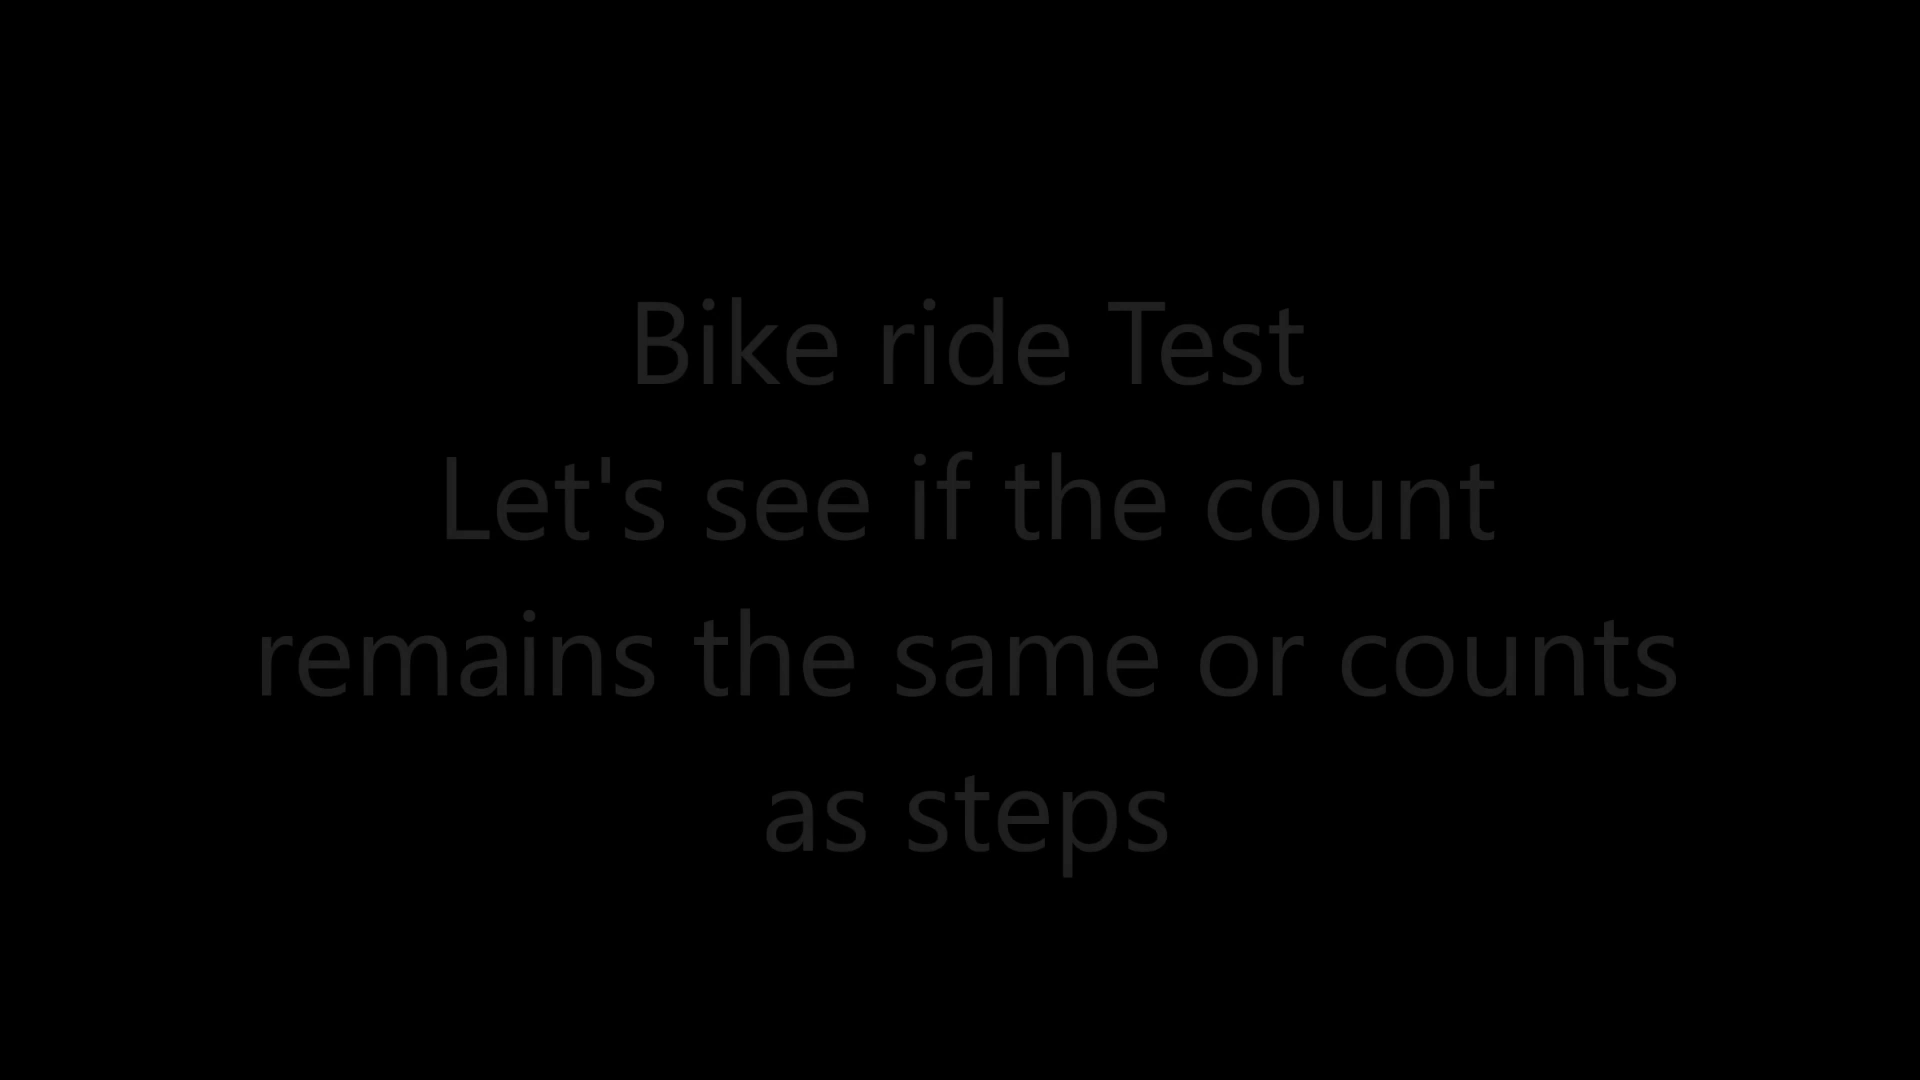 Bike ride Test
Let's see if the count
remains the same or counts
as steps